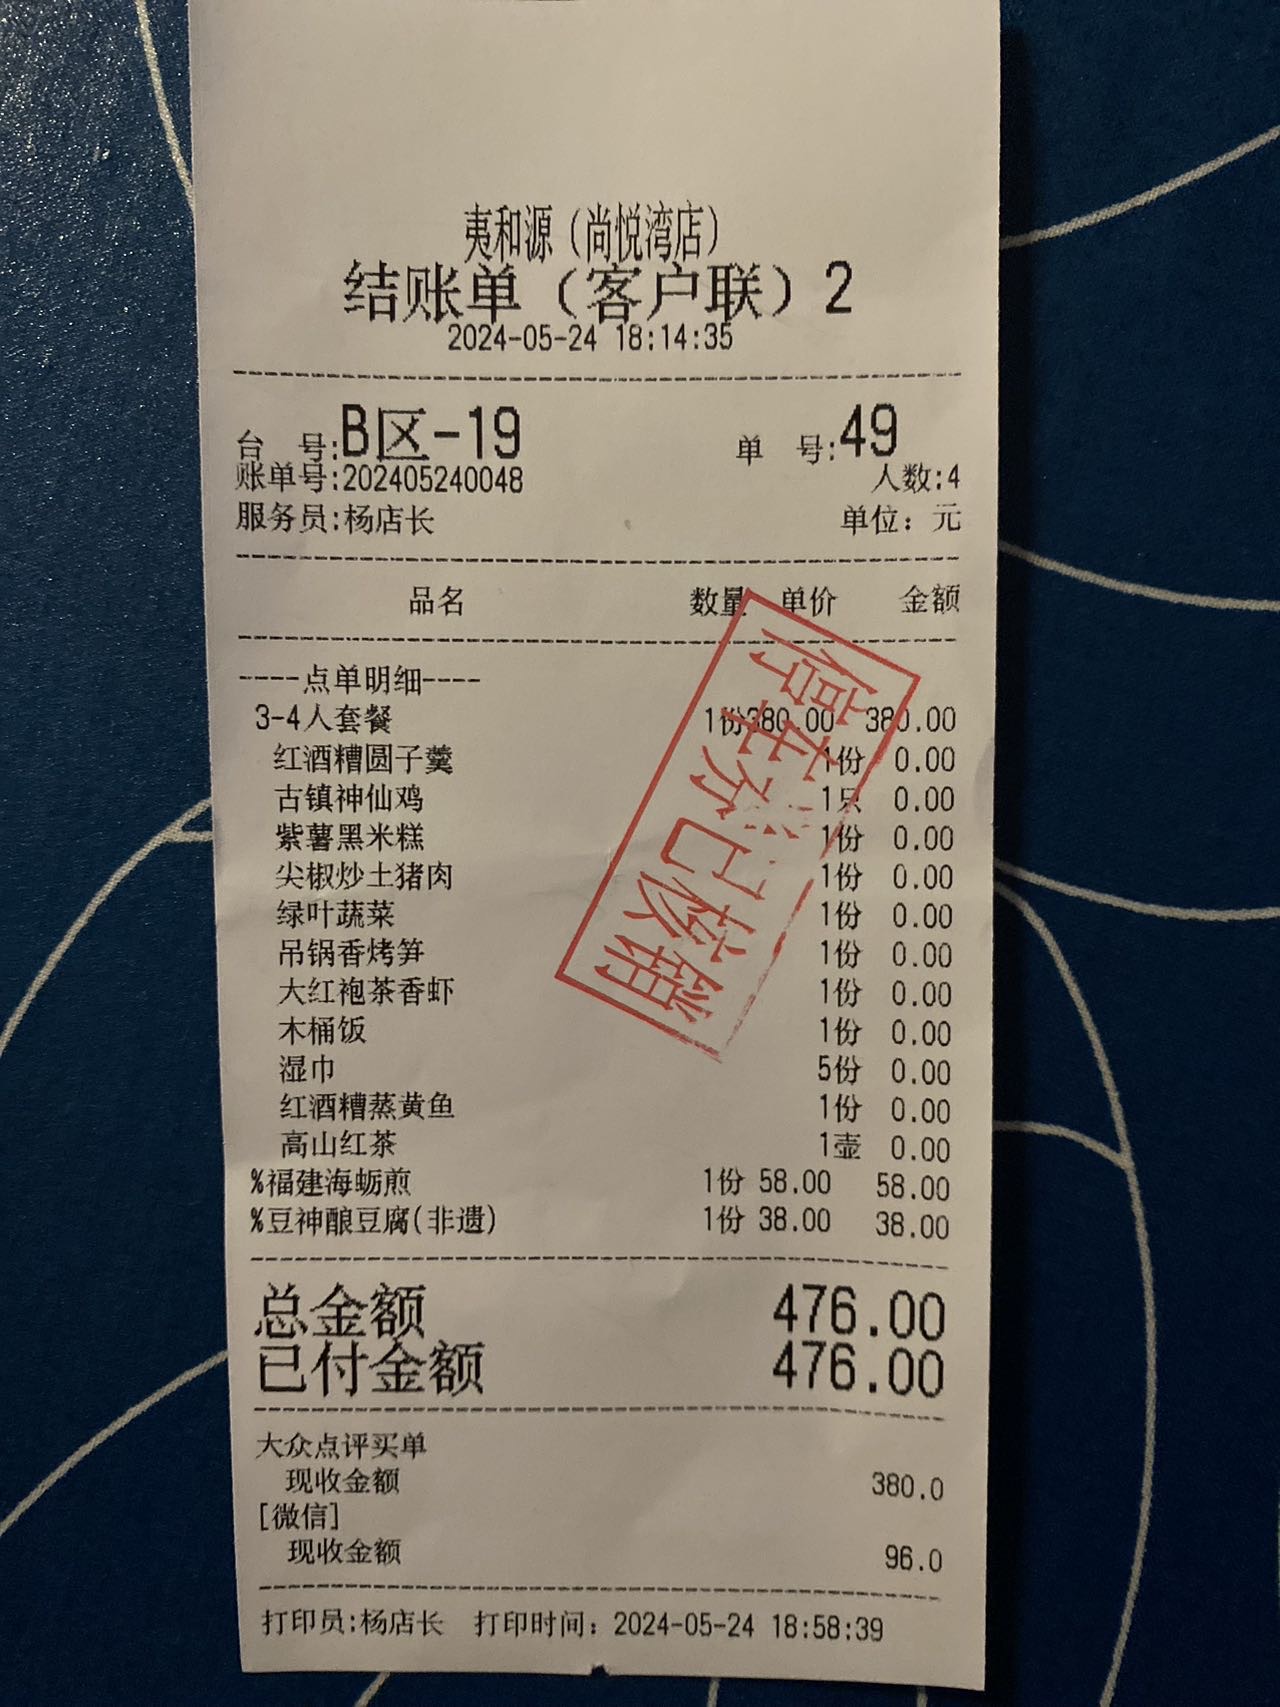 夷和源（尚悦湾店）
结账单（客户联）2
2024-05-24 18:14:35
台 号:B区-19 单 号:49
账单号:202405240048 人数:4
服务员:杨店长 单位：元
品名 数量 单价 金额
----点单明细----
3-4人套餐 1份380.00 380.00
红酒糟圆子羹 1份 0.00
古镇神仙鸡 1只 0.00
紫薯黑米糕 1份 0.00
尖椒炒土猪肉 1份 0.00
绿叶蔬菜 1份 0.00
吊锅香烤笋 1份 0.00
大红袍茶香虾 1份 0.00
木桶饭 1份 0.00
湿巾 5份 0.00
红酒糟蒸黄鱼 1份 0.00
高山红茶 1壶 0.00
%福建海蛎煎 1份 58.00 58.00
%豆神酿豆腐(非遗) 1份 38.00 38.00
总金额 476.00
已付金额 476.00
大众点评买单
现收金额 380.0
[微信]
现收金额 96.0
打印员:杨店长 打印时间：2024-05-24 18:58:39
停车券已核销